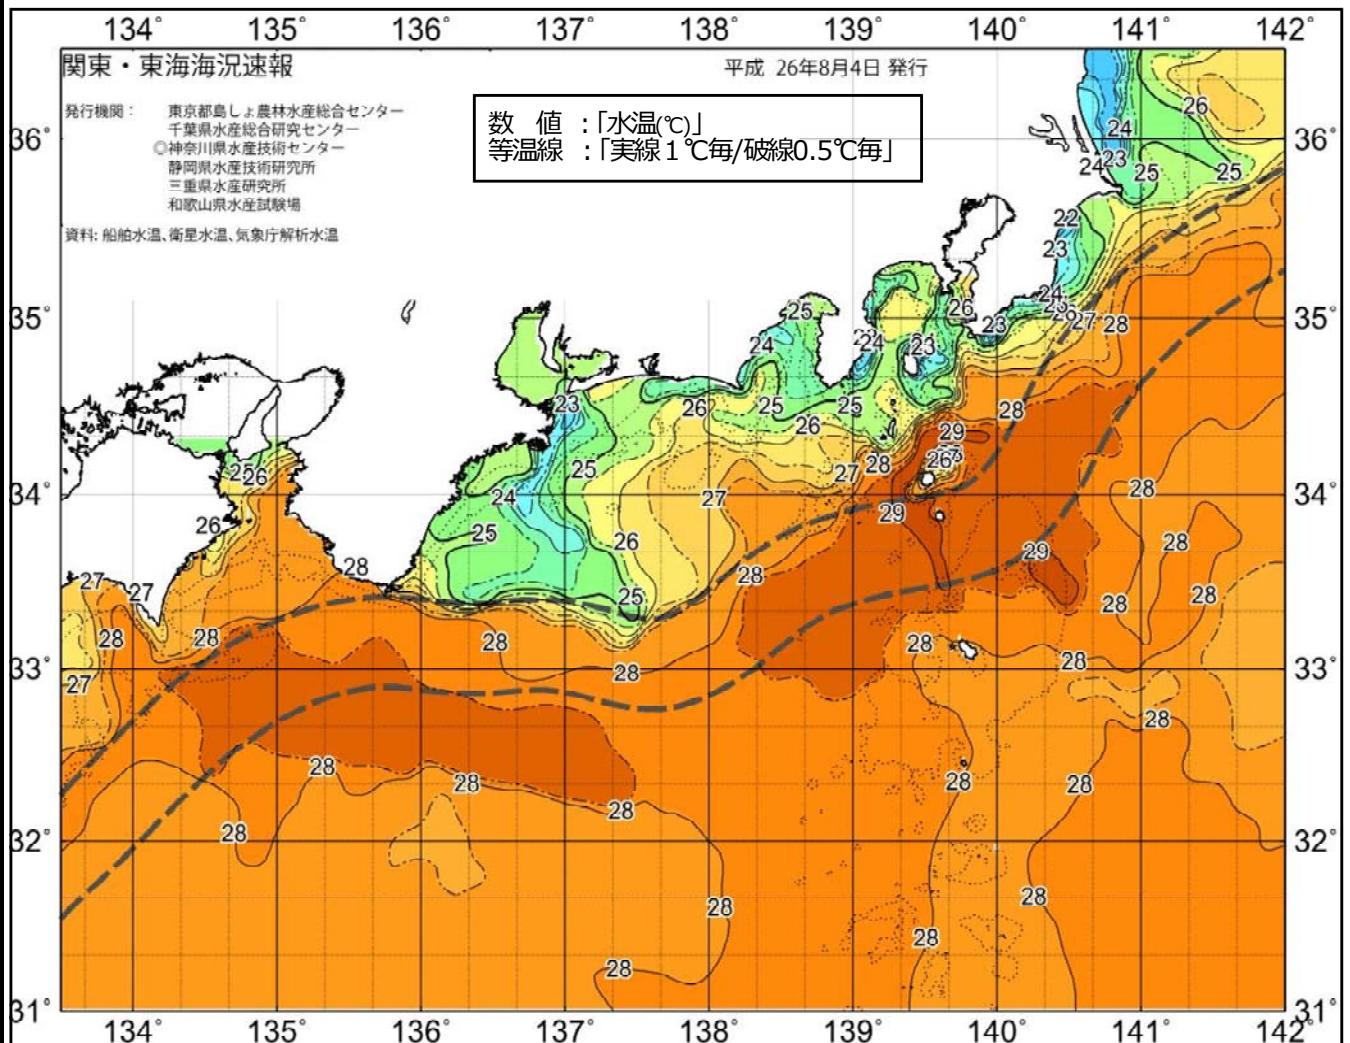 134° 135° 136° 137° 138° 139° 140° 141° 142°
関東・東海海況速報
平成 26年8月4日 発行
発行機関: 東京都島しょ農林水産総合センター
千葉県水産総合研究センター
◎神奈川県水産技術センター
静岡県水産技術研究所
三重県水産研究所
和歌山県水産試験場
資料: 船舶水温、衛星水温、気象庁解析水温
数 値 :「水温(℃)」
等温線 :「実線1℃毎/破線0.5℃毎」
26
36° 24 36°
24 23 25 25
22
23
25 26 24
35° 23 27 28 35°
24 24 23
23 26 25 25 28
26 29
25 26 25 27 28 26
34° 24 27 29 28 34°
26 25 26 28
28 28 29
27 27 25 28 28
28 28 28 28 28
33° 27 28 33°
28
28 28 28 28
28
32° 28 32°
28 28
28
28
31° 31°
134° 135° 136° 137° 138° 139° 140° 141° 142°